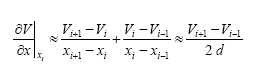 ∂V/∂x|_{x_i} ≈ (V_{i+1} − V_i)/(x_{i+1} − x_i) + (V_i − V_{i−1})/(x_i − x_{i−1}) ≈ (V_{i+1} − V_{i−1})/(2 d)